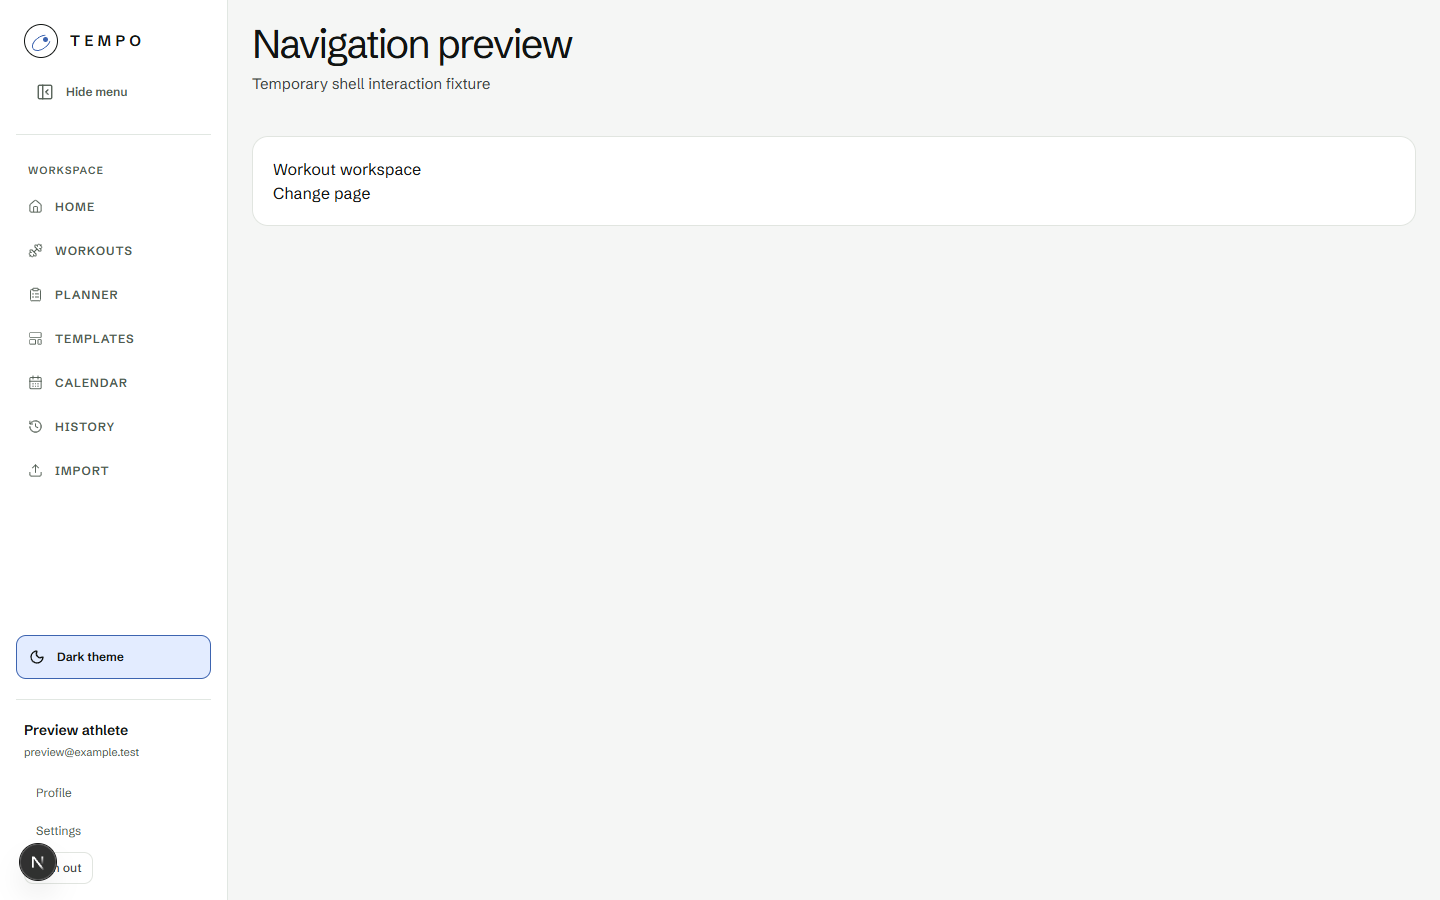 TEMPO
Hide menu
WORKSPACE
HOME
WORKOUTS
PLANNER
TEMPLATES
CALENDAR
HISTORY
IMPORT
Dark theme
Preview athlete
preview@example.test
Profile
Settings
N
out
Navigation preview
Temporary shell interaction fixture
Workout workspace
Change page